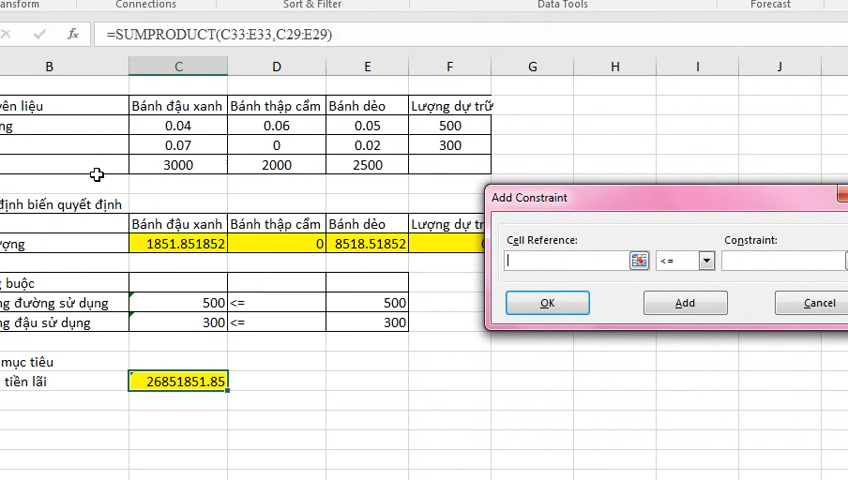 ansform
Connections
Sort & Filter
Data Tools
Forecast
fx =SUMPRODUCT(C33:E33,C29:E29)
B C D E F G H I J
yên liệu Bánh đậu xanh Bánh thập cẩm Bánh dẻo Lượng dự trữ
ng 0.04 0.06 0.05 500
0.07 0 0.02 300
3000 2000 2500
định biến quyết định
Bánh đậu xanh Bánh thập cẩm Bánh dẻo Lượng dự tr
ượng 1851.851852 0 8518.51852 0
g buộc
ng đường sử dụng 500 <= 500
ng đậu sử dụng 300 <= 300
mục tiêu
tiền lãi 26851851.85
Add Constraint
Cell Reference: Constraint:
<=
OK Add Cancel